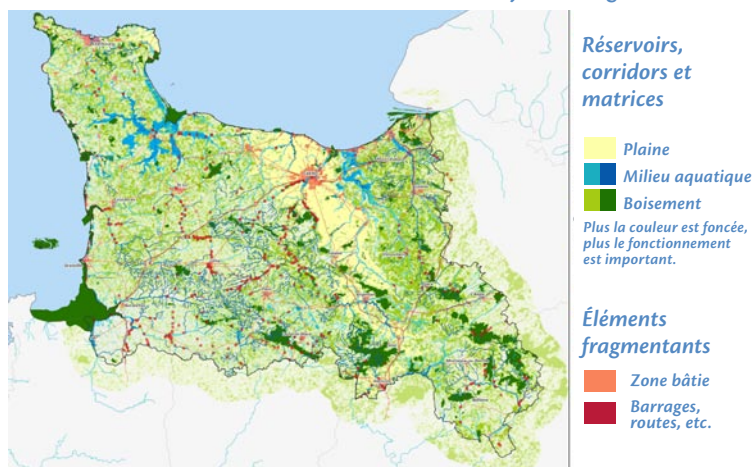 Réservoirs,
corridors et
matrices
Plaine
Milieu aquatique
Boisement
Plus la couleur est foncée,
plus le fonctionnement
est important.
Éléments
fragmentants
Zone bâtie
Barrages,
routes, etc.